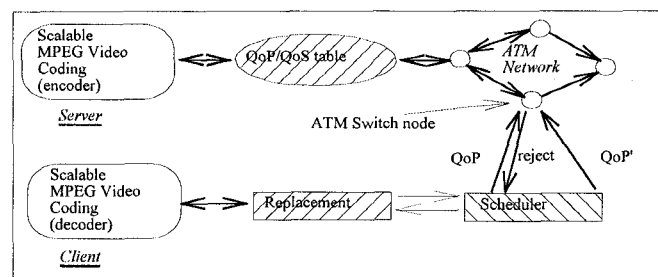 Scalable
MPEG Video
Coding
(encoder)
Server
QoP/QoS table
ATM
Network
ATM Switch node
QoP
reject
QoP'
Scalable
MPEG Video
Coding
(decoder)
Client
Replacement
Scheduler